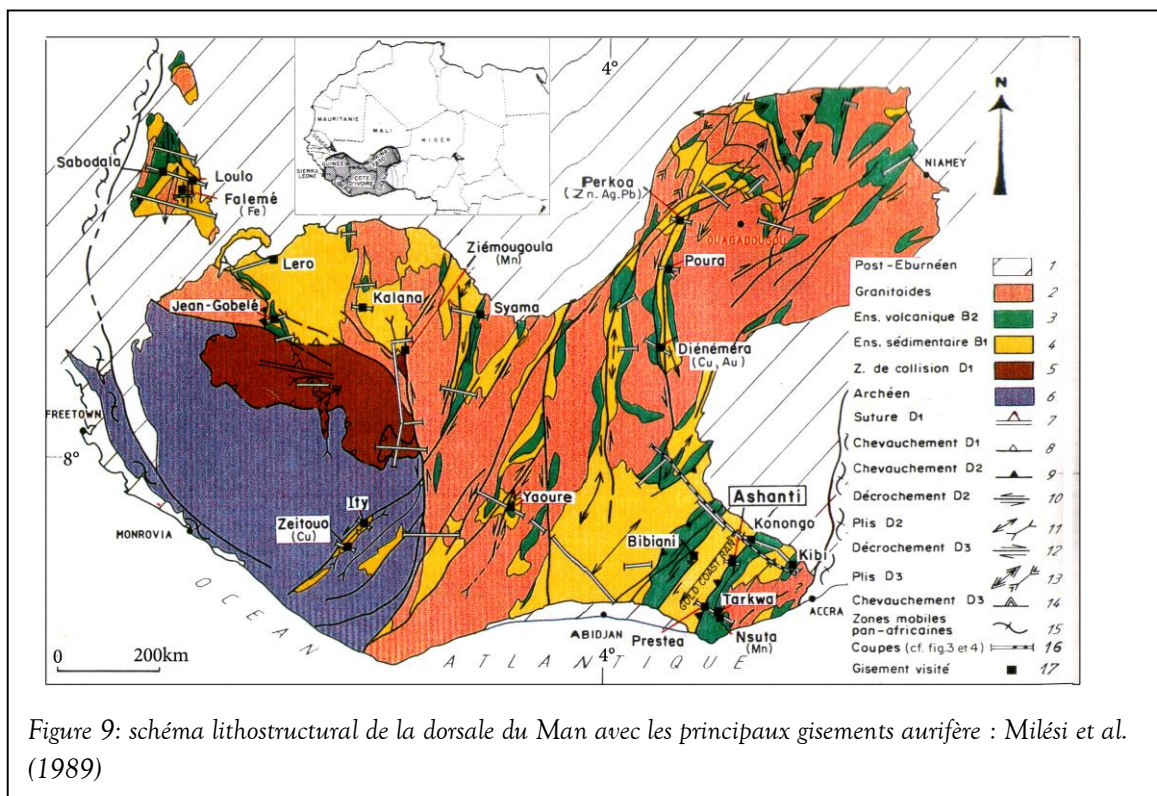 4°
N
MAURITANIE
MALI
NIGER
GUINEE
SIERRA
LEONE
COTE
D'IVOIRE
Sabodala
Loulo
Falemé
(Fe)
NIAMEY
Perkoa
(Zn.Ag.Pb)
OUAGADOUGOU
Ziémougoula
(Mn)
Lero
Poura
Kalana
Syama
Jean-Gobelé
Diénéméra
(Cu, Au)
FREETOWN
8°
Ity
Zeitouo
(Cu)
Yaoure
Ashanti
Konongo
Bibiani
Kibi
MONROVIA
GOLD COAST RAN
Tarkwa
ACCRA
ABIDJAN
Prestea
Nsuta
(Mn)
OCEAN
ATLANTIQUE
4°
0 200km
Post-Eburnéen 1
Granitoides 2
Ens. volcanique B2 3
Ens. sédimentaire B1 4
Z. de collision D1 5
Archéen 6
Suture D1 7
Chevauchement D1 8
Chevauchement D2 9
Décrochement D2 10
Plis D2 11
Décrochement D3 12
Plis D3 13
Chevauchement D3 14
Zones mobiles
pan-africaines 15
Coupes (cf. fig.3 et 4) 16
Gisement visité 17
Figure 9: schéma lithostructural de la dorsale du Man avec les principaux gisements aurifère : Milési et al.
(1989)